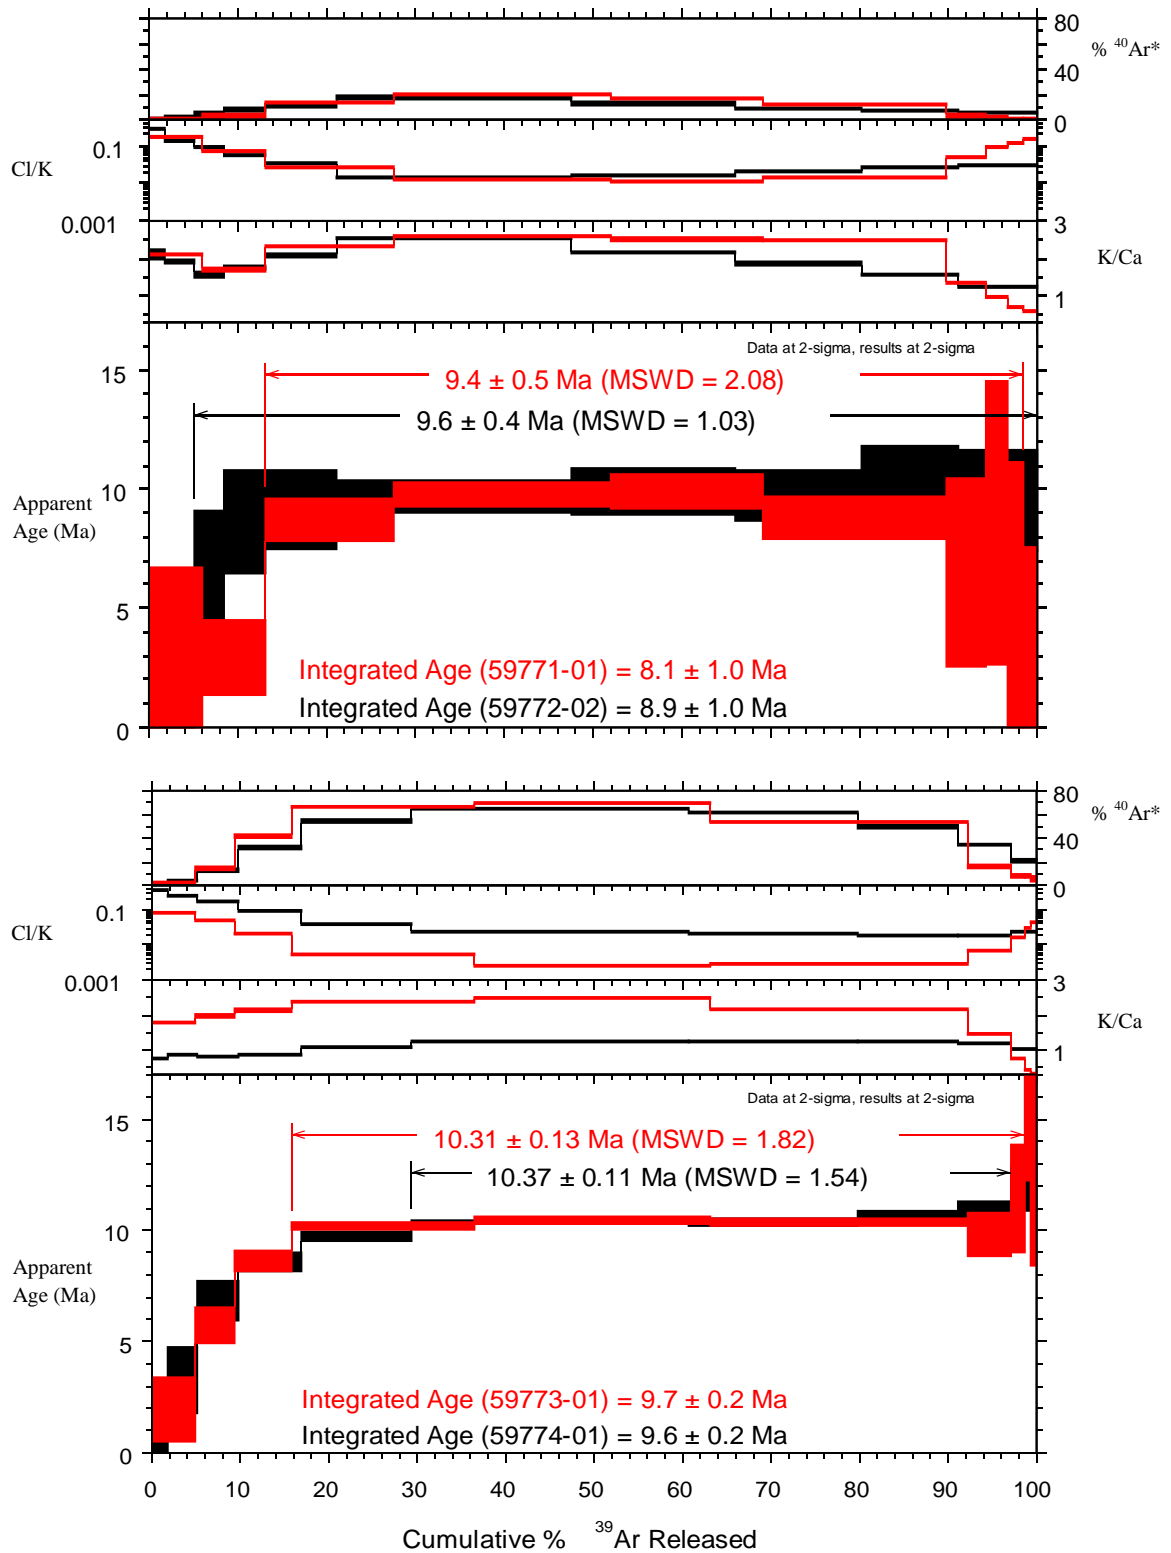 80
% ⁴⁰Ar*
40
0
0.1
Cl/K
0.001
3
K/Ca
1
Data at 2-sigma, results at 2-sigma
15
9.4 ± 0.5 Ma (MSWD = 2.08)
9.6 ± 0.4 Ma (MSWD = 1.03)
10
Apparent
Age (Ma)
5
Integrated Age (59771-01) = 8.1 ± 1.0 Ma
Integrated Age (59772-02) = 8.9 ± 1.0 Ma
0
80
% ⁴⁰Ar*
40
0
0.1
Cl/K
0.001
3
K/Ca
1
Data at 2-sigma, results at 2-sigma
15
10.31 ± 0.13 Ma (MSWD = 1.82)
10.37 ± 0.11 Ma (MSWD = 1.54)
10
Apparent
Age (Ma)
5
Integrated Age (59773-01) = 9.7 ± 0.2 Ma
Integrated Age (59774-01) = 9.6 ± 0.2 Ma
0
0 10 20 30 40 50 60 70 80 90 100
Cumulative % ³⁹Ar Released